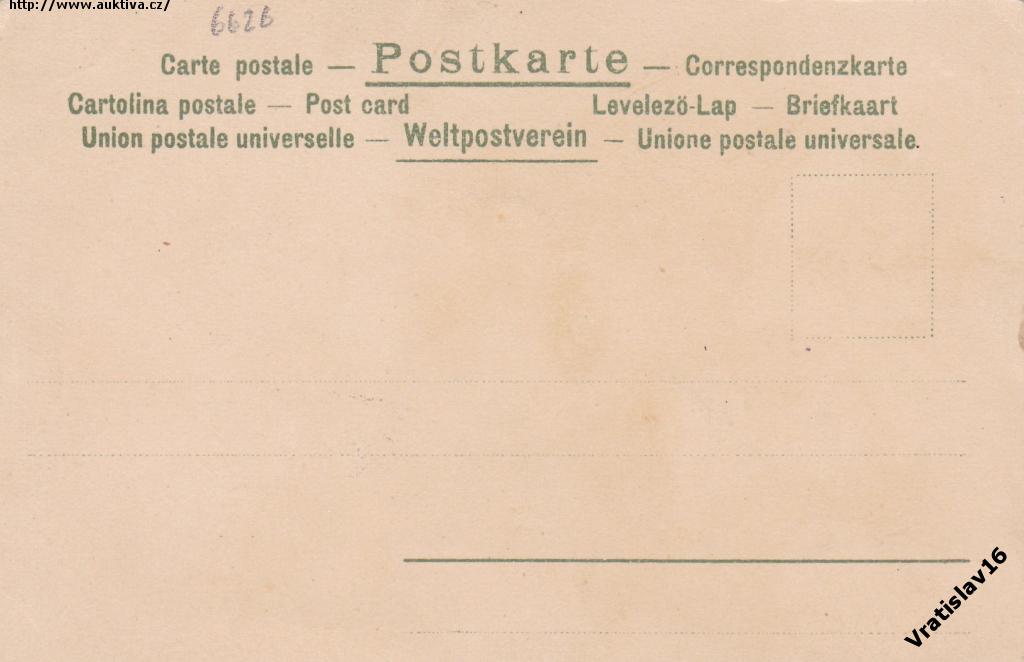 http://www.auktiva.cz/
6626
Carte postale — Postkarte — Correspondenzkarte
Cartolina postale — Post card Levelezö-Lap — Briefkaart
Union postale universelle — Weltpostverein — Unione postale universale.
Vratislav16